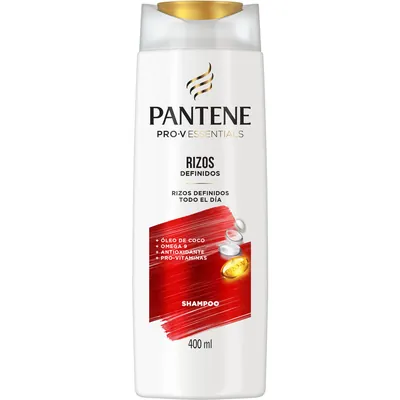 PANTENE
PRO-V ESSENTIALS
RIZOS
DEFINIDOS
RIZOS DEFINIDOS
TODO EL DÍA
+ ÓLEO DE COCO
+ OMEGA 9
+ ANTIOXIDANTE
+ PRO-VITAMINAS
SHAMPOO
400 ml